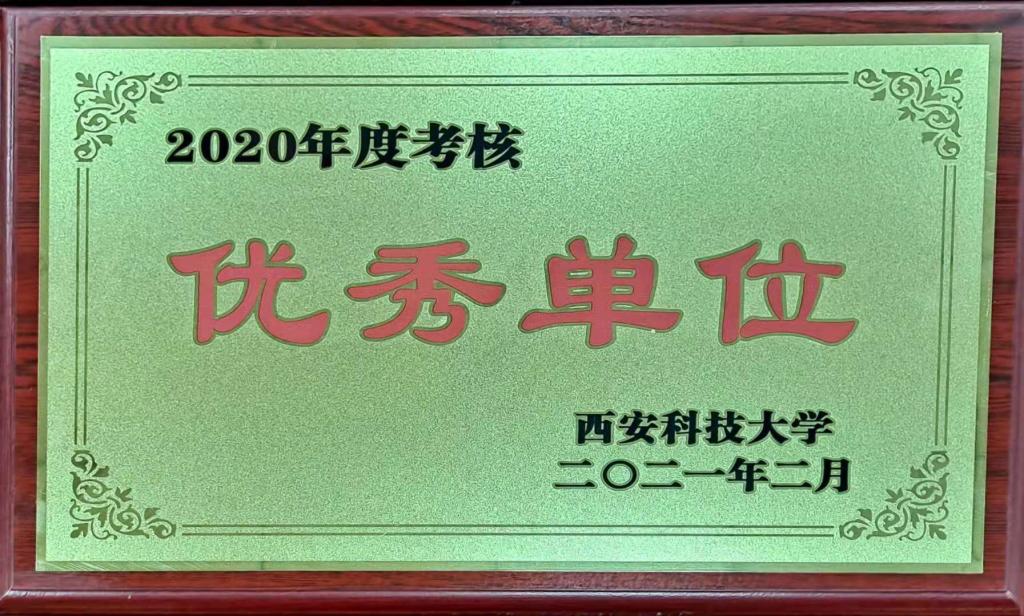 2020年度考核
优秀单位
西安科技大学
二〇二一年二月